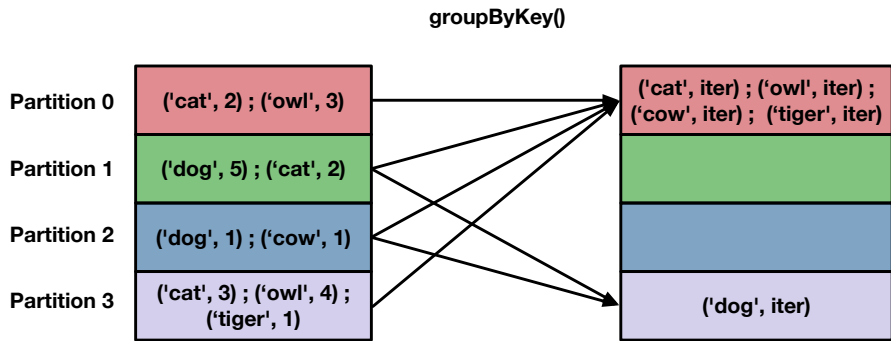 groupByKey()
Partition 0
('cat', 2) ; (‘owl’, 3)
('cat', iter) ; (‘owl’, iter) ;
(‘cow’, iter) ;  (‘tiger’, iter)
Partition 1
('dog', 5) ; (‘cat’, 2)
Partition 2
('dog', 1) ; (‘cow’, 1)
Partition 3
('cat', 3) ; (‘owl’, 4) ;
(‘tiger’, 1)
('dog', iter)